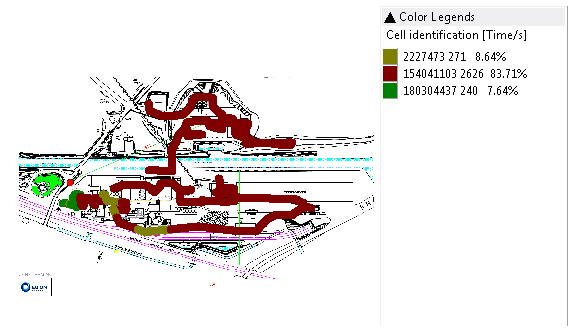 Color Legends
Cell identification [Time/s]
2227473 271 8.64%
154041103 2626 83.71%
180304437 240 7.64%